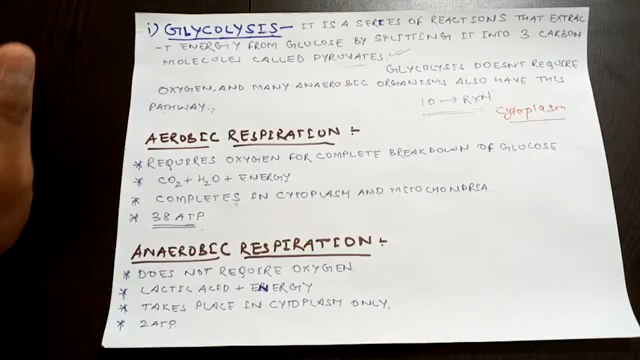 i) GLYCOLYSIS - IT IS A SERIES OF REACTIONS THAT EXTRAC
-T ENERGY FROM GLUCOSE BY SPLITING IT INTO 3 CARBON
MOLECULES CALLED PYRUVATES
GLYCOLYSIS DOESN'T REQUIRE
OXYGEN, AND MANY ANAEROBIC ORGANISMS ALSO HAVE THIS
PATHWAY.
10 → RXN
Cytoplasm
AEROBIC RESPIRATION :-
* REQUIRES OXYGEN FOR COMPLETE BREAKDOWN OF GLUCOSE.
* CO2 + H2O + ENERGY
* COMPLETES IN CYTOPLASM AND MITOCHONDRIA.
* 38 ATP
ANAEROBIC RESPIRATION :-
* DOES NOT REQUIRE OXYGEN
* LACTIC ACID + ENERGY
* TAKES PLACE IN CYTOPLASM ONLY.
* 2 ATP